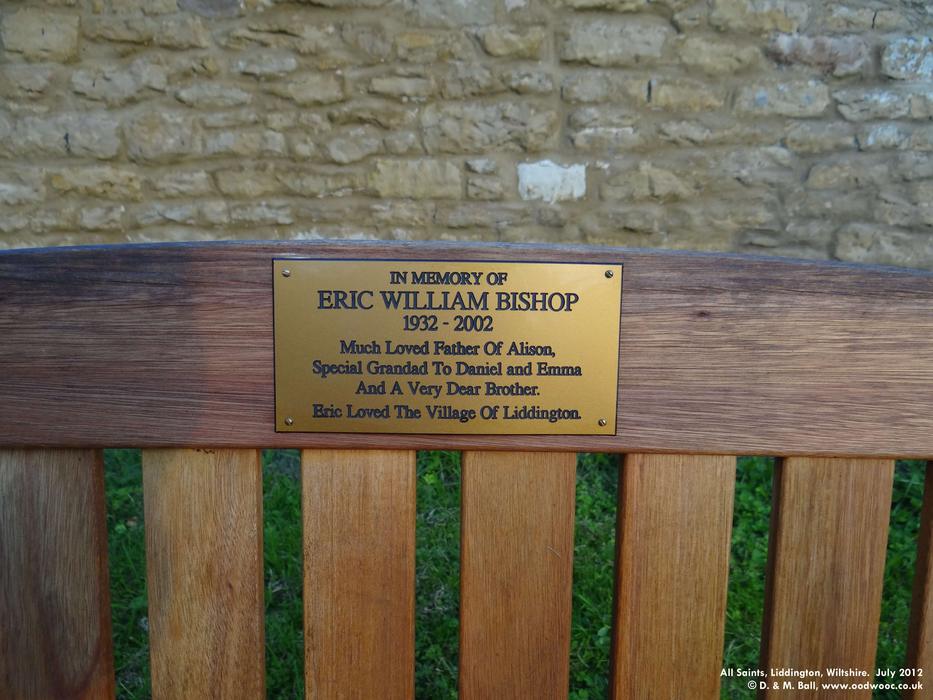 IN MEMORY OF
ERIC WILLIAM BISHOP
1932 - 2002
Much Loved Father Of Alison,
Special Grandad To Daniel and Emma
And A Very Dear Brother.
Eric Loved The Village Of Liddington.
All Saints, Liddington, Wiltshire. July 2012
© D. & M. Ball, www.oodwooc.co.uk